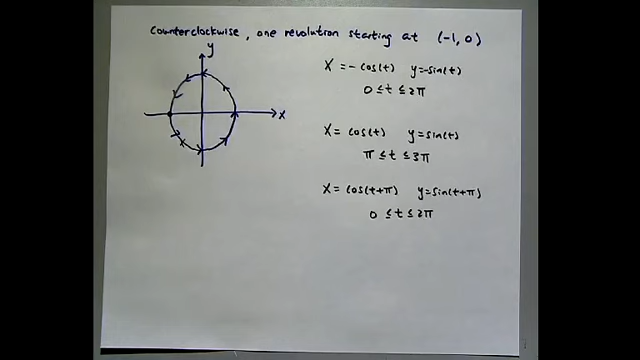 Counterclockwise, one revolution starting at (-1, 0)
y
x
x = -cos(t) y=-sin(t)
0 ≤ t ≤ 2π
x = cos(t) y=sin(t)
π ≤ t ≤ 3π
x = cos(t+π) y=sin(t+π)
0 ≤ t ≤ 2π